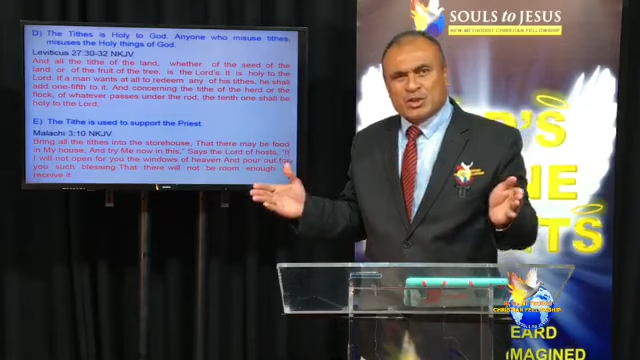 D) The Tithes is Holy to God. Anyone who misuse tithes,
misuses the Holy things of God.
Leviticus 27:30-32 NKJV
And all the tithe of the land, whether of the seed of the
land or of the fruit of the tree, is the Lord's. It is holy to the
Lord. If a man wants at all to redeem any of his tithes, he shall
add one-fifth to it. And concerning the tithe of the herd or the
flock, of whatever passes under the rod, the tenth one shall
be holy to the Lord.
E) The Tithe is used to support the Priest.
Malachi 3:10 NKJV
Bring all the tithes into the storehouse, That there may be food
in My house, And try Me now in this," Says the Lord of hosts, "If
I will not open for you the windows of heaven And pour out for
you such blessing That there will not be room enough
receive it.
SOULS to JESUS
NEW METHODIST CHRISTIAN FELLOWSHIP
CHRISTIAN FELLOWSHIP
SOULS to JESUS
EARD
IMAGINED